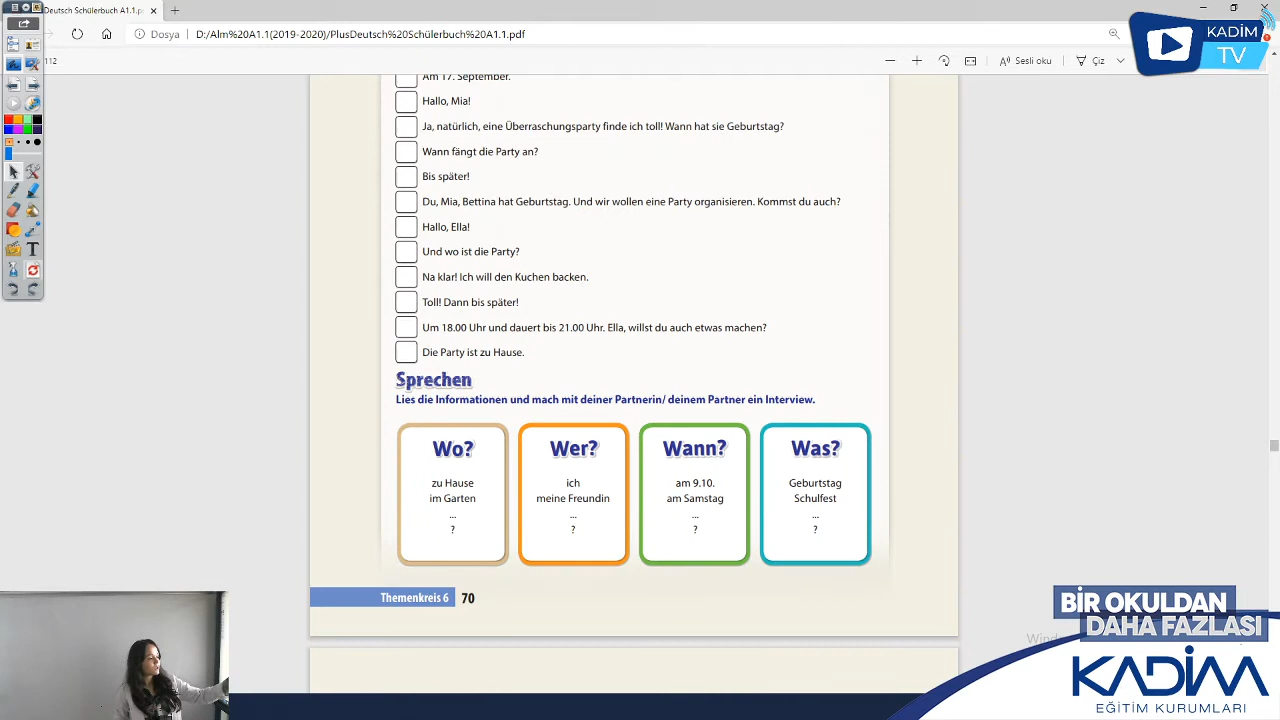 Deutsch Schülerbuch A1.1.p
Dosya
D:/Alm%20A1.1(2019-2020)/PlusDeutsch%20Schülerbuch%20A1.1.pdf
112
Sesli oku
Çiz
KADİM
TV
Am 17. September.
Hallo, Mia!
Ja, natürlich, eine Überraschungsparty finde ich toll! Wann hat sie Geburtstag?
Wann fängt die Party an?
Bis später!
Du, Mia, Bettina hat Geburtstag. Und wir wollen eine Party organisieren. Kommst du auch?
Hallo, Ella!
Und wo ist die Party?
Na klar! Ich will den Kuchen backen.
Toll! Dann bis später!
Um 18.00 Uhr und dauert bis 21.00 Uhr. Ella, willst du auch etwas machen?
Die Party ist zu Hause.
Sprechen
Lies die Informationen und mach mit deiner Partnerin/ deinem Partner ein Interview.
Wo?
zu Hause
im Garten
...
?
Wer?
ich
meine Freundin
...
?
Wann?
am 9.10.
am Samstag
...
?
Was?
Geburtstag
Schulfest
...
?
Themenkreis 6 70
BİR OKULDAN
DAHA FAZLASI
Wind
KADİM
EĞİTİM KURUMLARI